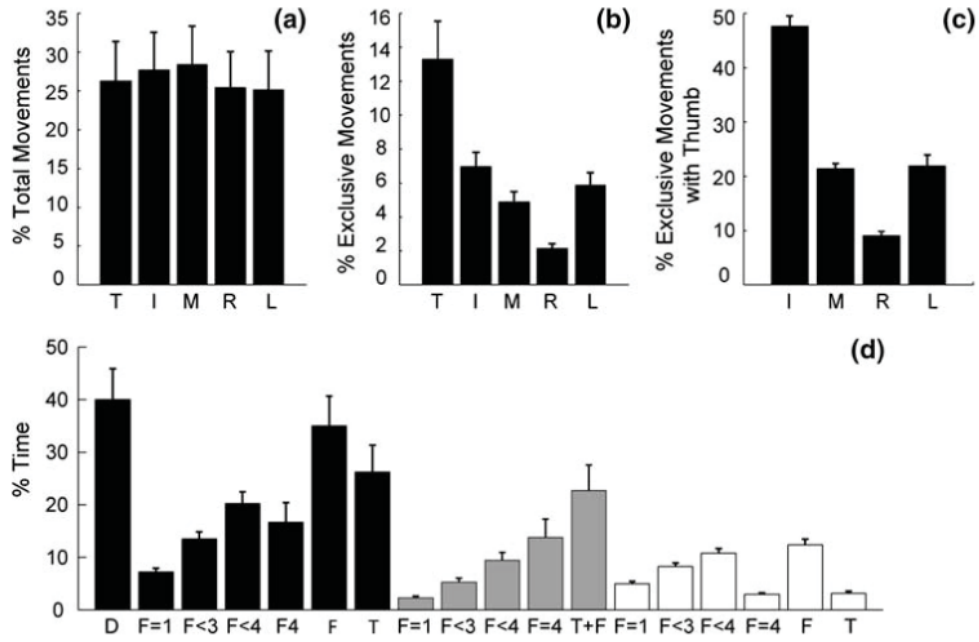 (a)
% Total Movements
35
30
25
20
15
10
5
0
T I M R L
(b)
% Exclusive Movements
16
14
12
10
8
6
4
2
0
T I M R L
(c)
% Exclusive Movements
with Thumb
50
40
30
20
10
0
I M R L
(d)
% Time
50
40
30
20
10
0
D F=1 F<3 F<4 F4 F T F=1 F<3 F<4 F=4 T+F F=1 F<3 F<4 F=4 F T